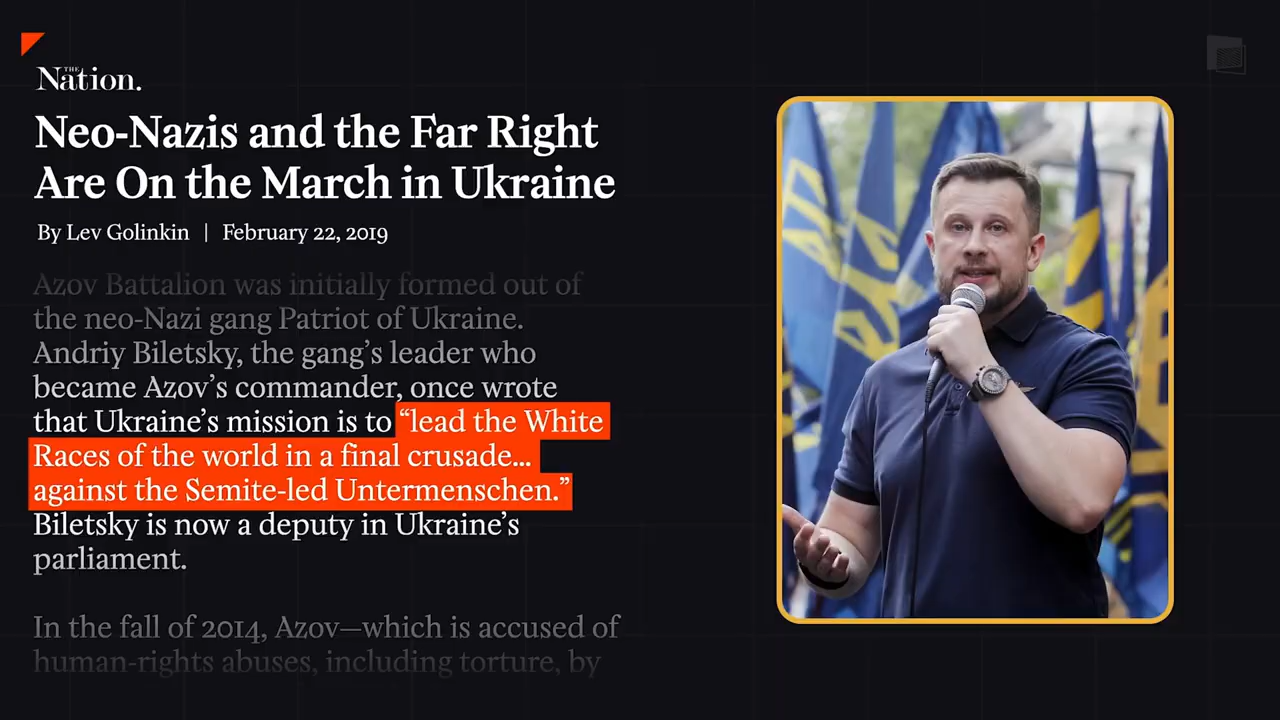 THE
Nation.
Neo-Nazis and the Far Right
Are On the March in Ukraine
By Lev Golinkin | February 22, 2019
Azov Battalion was initially formed out of
the neo-Nazi gang Patriot of Ukraine.
Andriy Biletsky, the gang’s leader who
became Azov’s commander, once wrote
that Ukraine’s mission is to “lead the White
Races of the world in a final crusade...
against the Semite-led Untermenschen.”
Biletsky is now a deputy in Ukraine’s
parliament.
In the fall of 2014, Azov—which is accused of
human-rights abuses, including torture, by